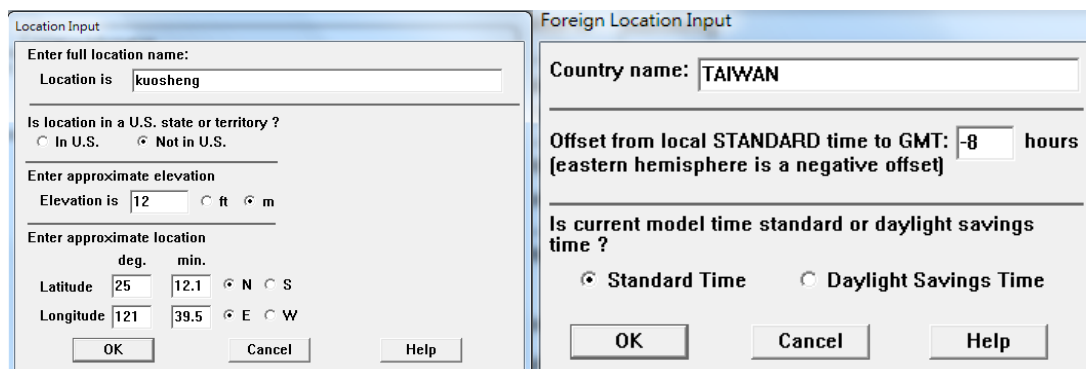 Location Input
Enter full location name:
Location is kuosheng
Is location in a U.S. state or territory ?
In U.S. Not in U.S.
Enter approximate elevation
Elevation is 12 ft m
Enter approximate location
deg. min.
Latitude 25 12.1 N S
Longitude 121 39.5 E W
OK Cancel Help
Foreign Location Input
Country name: TAIWAN
Offset from local STANDARD time to GMT: -8 hours
(eastern hemisphere is a negative offset)
Is current model time standard or daylight savings
time ?
Standard Time Daylight Savings Time
OK Cancel Help